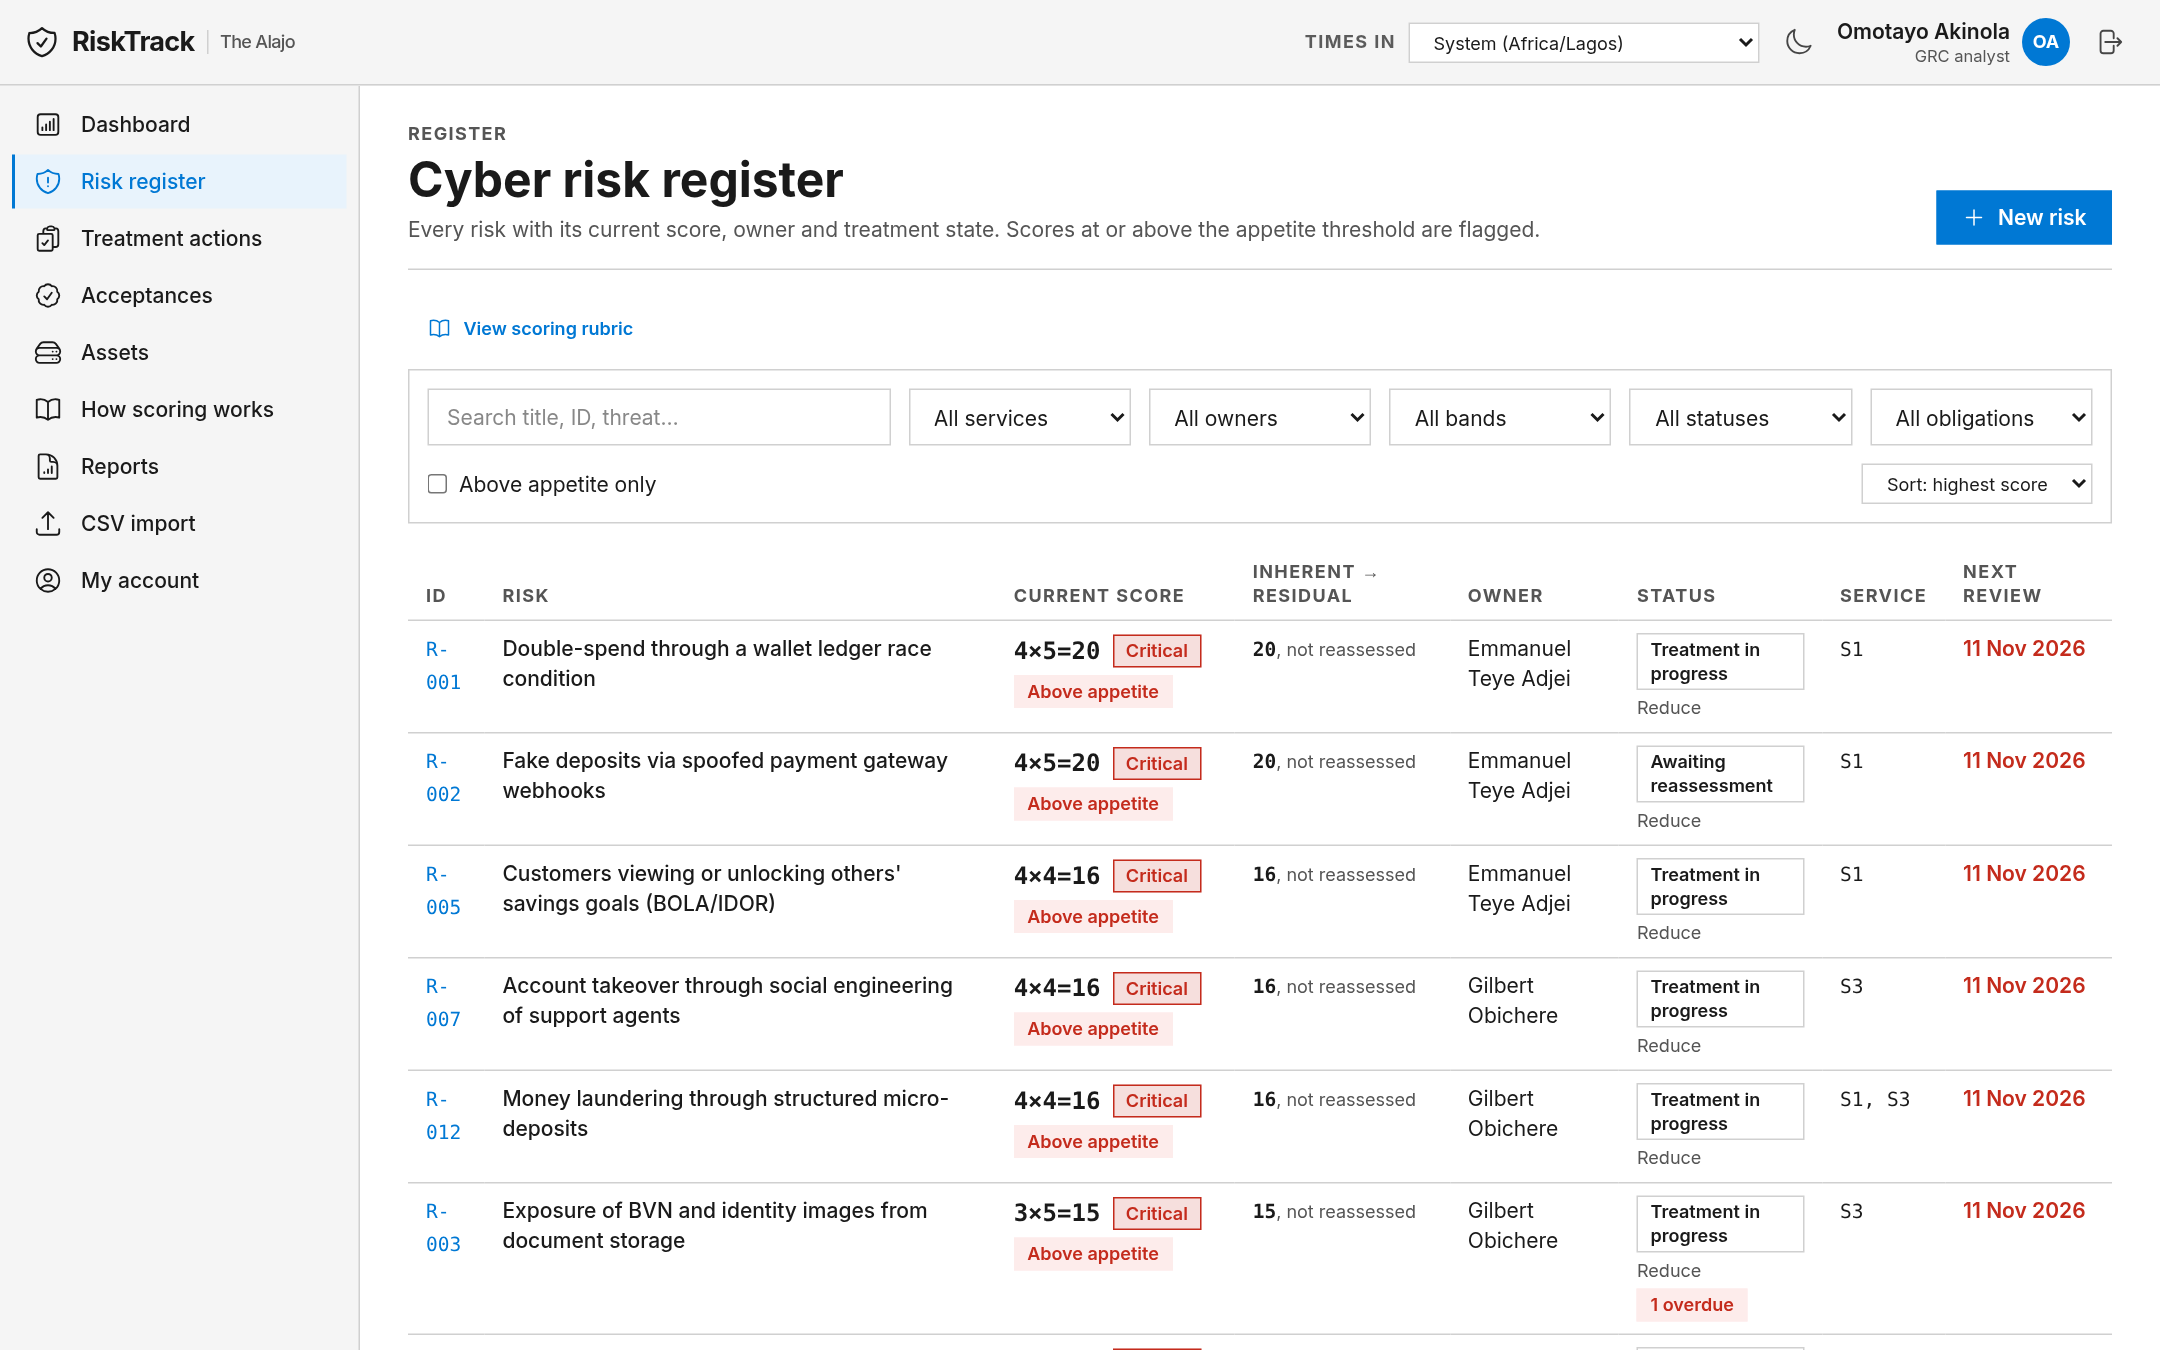 RiskTrack
The Alajo
TIMES IN
System (Africa/Lagos)
Omotayo Akinola
GRC analyst
OA
Dashboard
Risk register
Treatment actions
Acceptances
Assets
How scoring works
Reports
CSV import
My account
REGISTER
Cyber risk register
Every risk with its current score, owner and treatment state. Scores at or above the appetite threshold are flagged.
+ New risk
View scoring rubric
Search title, ID, threat...
All services
All owners
All bands
All statuses
All obligations
Above appetite only
Sort: highest score
ID
RISK
CURRENT SCORE
INHERENT →
RESIDUAL
OWNER
STATUS
SERVICE
NEXT
REVIEW
R-
001
Double-spend through a wallet ledger race
condition
4×5=20 Critical
Above appetite
20, not reassessed
Emmanuel
Teye Adjei
Treatment in
progress
Reduce
S1
11 Nov 2026
R-
002
Fake deposits via spoofed payment gateway
webhooks
4×5=20 Critical
Above appetite
20, not reassessed
Emmanuel
Teye Adjei
Awaiting
reassessment
Reduce
S1
11 Nov 2026
R-
005
Customers viewing or unlocking others'
savings goals (BOLA/IDOR)
4×4=16 Critical
Above appetite
16, not reassessed
Emmanuel
Teye Adjei
Treatment in
progress
Reduce
S1
11 Nov 2026
R-
007
Account takeover through social engineering
of support agents
4×4=16 Critical
Above appetite
16, not reassessed
Gilbert
Obichere
Treatment in
progress
Reduce
S3
11 Nov 2026
R-
012
Money laundering through structured micro-
deposits
4×4=16 Critical
Above appetite
16, not reassessed
Gilbert
Obichere
Treatment in
progress
Reduce
S1, S3
11 Nov 2026
R-
003
Exposure of BVN and identity images from
document storage
3×5=15 Critical
Above appetite
15, not reassessed
Gilbert
Obichere
Treatment in
progress
Reduce
1 overdue
S3
11 Nov 2026